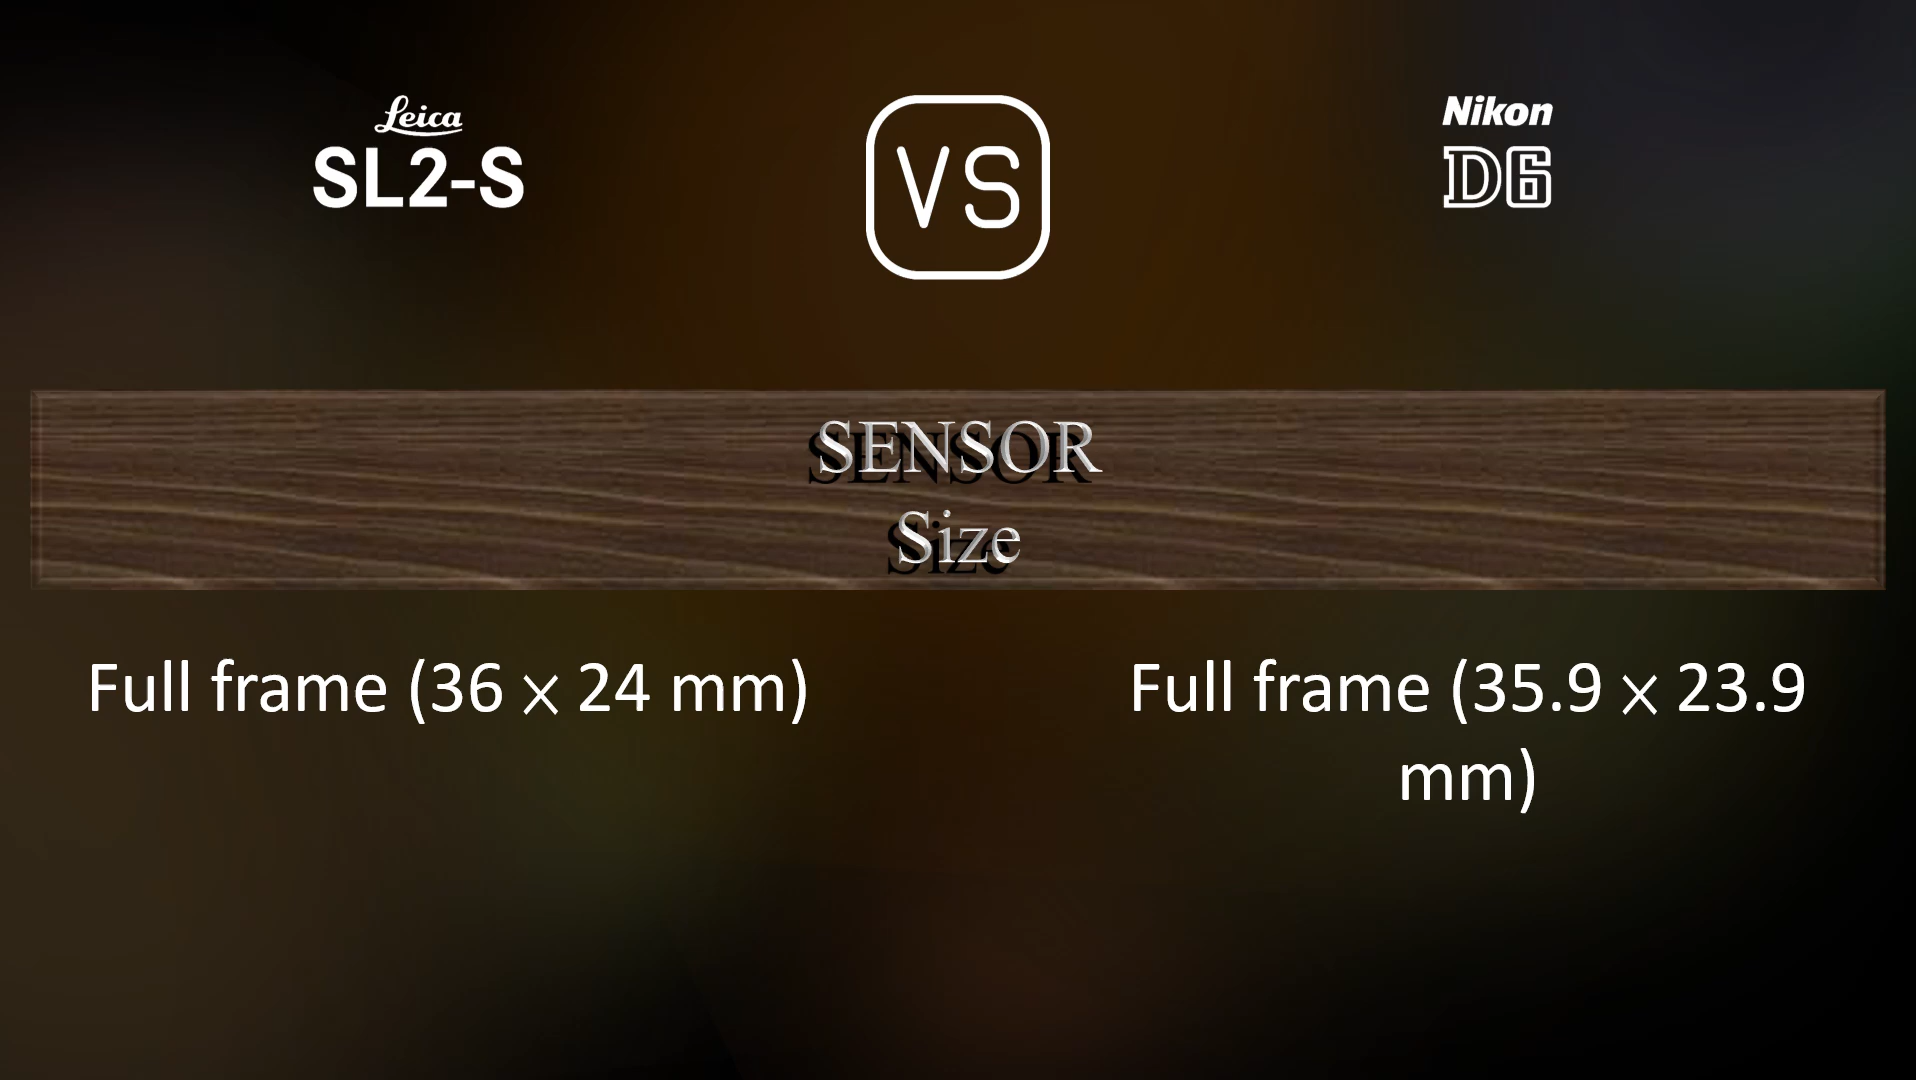 Leica
SL2-S
VS
Nikon
D6
SENSOR
Size
Full frame (36 x 24 mm)
Full frame (35.9 x 23.9
mm)